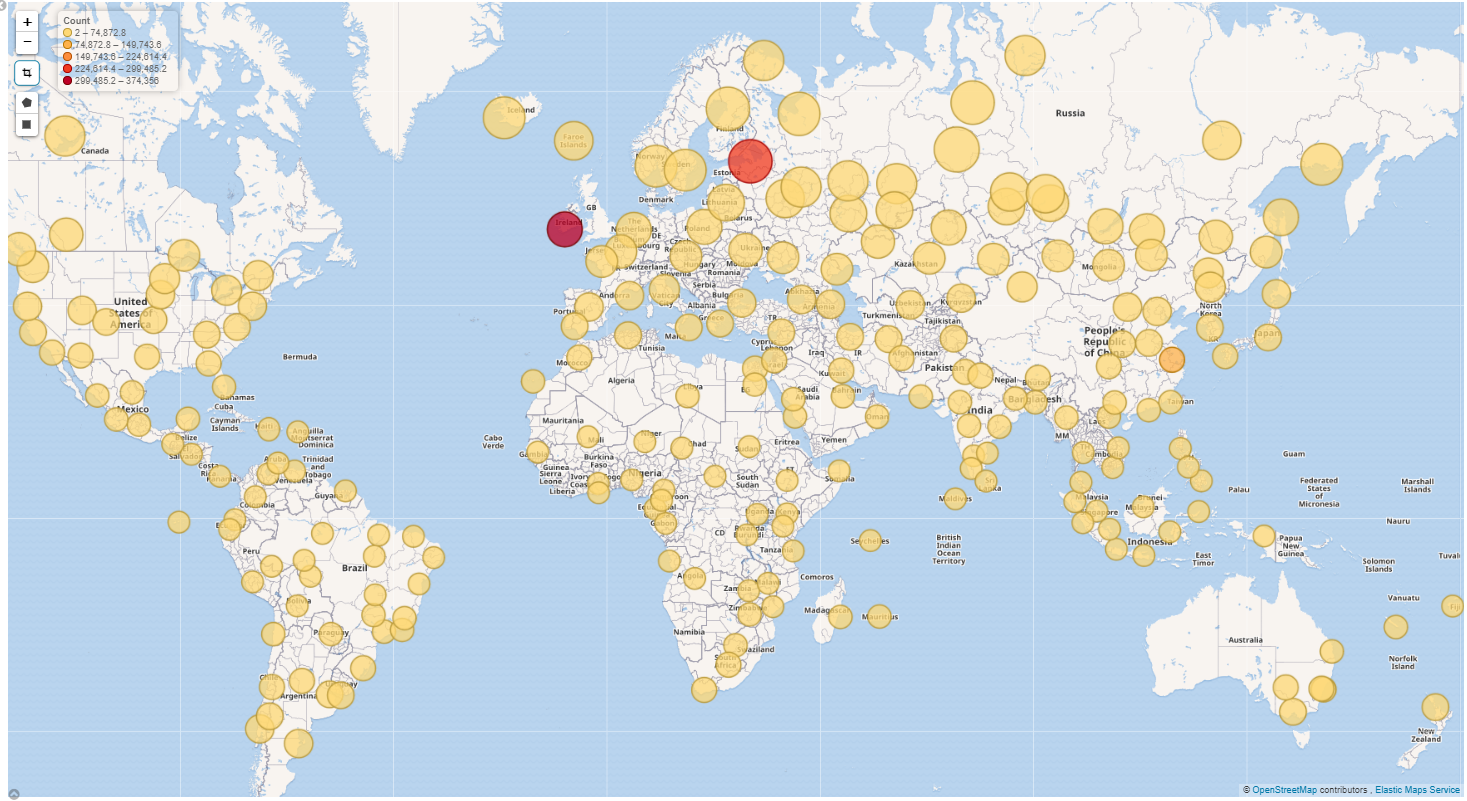 +
−
Count
2 – 74,872.8
74,872.8 – 149,743.6
149,743.6 – 224,614.4
224,614.4 – 299,485.2
299,485.2 – 374,356
Iceland
Faroe
Islands
Norway
Sweden
Finland
Estonia
Latvia
Lithuania
Russia
Canada
Denmark
GB
Ireland
The
Netherlands
DE
Poland
Belarus
Jersey
Czech
Republic
Ukraine
Switzerland
Slovenia
Hungary
Moldova
Romania
Serbia
Kazakhstan
Mongolia
Andorra
Vatican
City
Bulgaria
Abkhazia
Armenia
Uzbekistan
Kyrgyzstan
United
States of
America
Portugal
Albania
Greece
TR
Turkmenistan
Tajikistan
North
Korea
KR
Japan
Bermuda
Tunisia
Malta
Cyprus
Lebanon
Israel
Iraq
IR
Afghanistan
People's
Republic
of China
Morocco
Algeria
Libya
EG
Kuwait
Pakistan
Nepal
Bhutan
Bahamas
Cuba
Mexico
Saudi
Arabia
Bahrain
Bangladesh
Taiwan
Cayman
Islands
Haiti
Anguilla
Montserrat
Dominica
Mauritania
Oman
India
MM
Laos
Belize
El
Salvador
Cabo
Verde
Mali
Niger
Chad
Sudan
Eritrea
Yemen
TH
Cambodia
Guam
Costa
Rica
Panama
Aruba
Trinidad
and
Tobago
Venezuela
Gambia
Guinea
Sierra
Leone
Liberia
Burkina
Faso
Ivory
Coast
Togo
Nigeria
South
Sudan
ET
Somalia
Sri
Lanka
Maldives
Palau
Federated
States
of
Micronesia
Marshall
Islands
Guyana
Colombia
Malaysia
Singapore
Brunei
Malaysia
Nauru
Gabon
Uganda
Kenya
Rwanda
Burundi
CD
Seychelles
British
Indian
Ocean
Territory
Indonesia
Papua
New
Guinea
East
Timor
Solomon
Islands
Tuval
Peru
Brazil
Tanzania
Angola
Zambia
Malawi
Comoros
Bolivia
Zimbabwe
Madagascar
Mauritius
Vanuatu
Fiji
Paraguay
Namibia
Swaziland
South
Africa
Australia
Norfolk
Island
Chile
Argentina
Uruguay
New
Zealand
© OpenStreetMap contributors , Elastic Maps Service